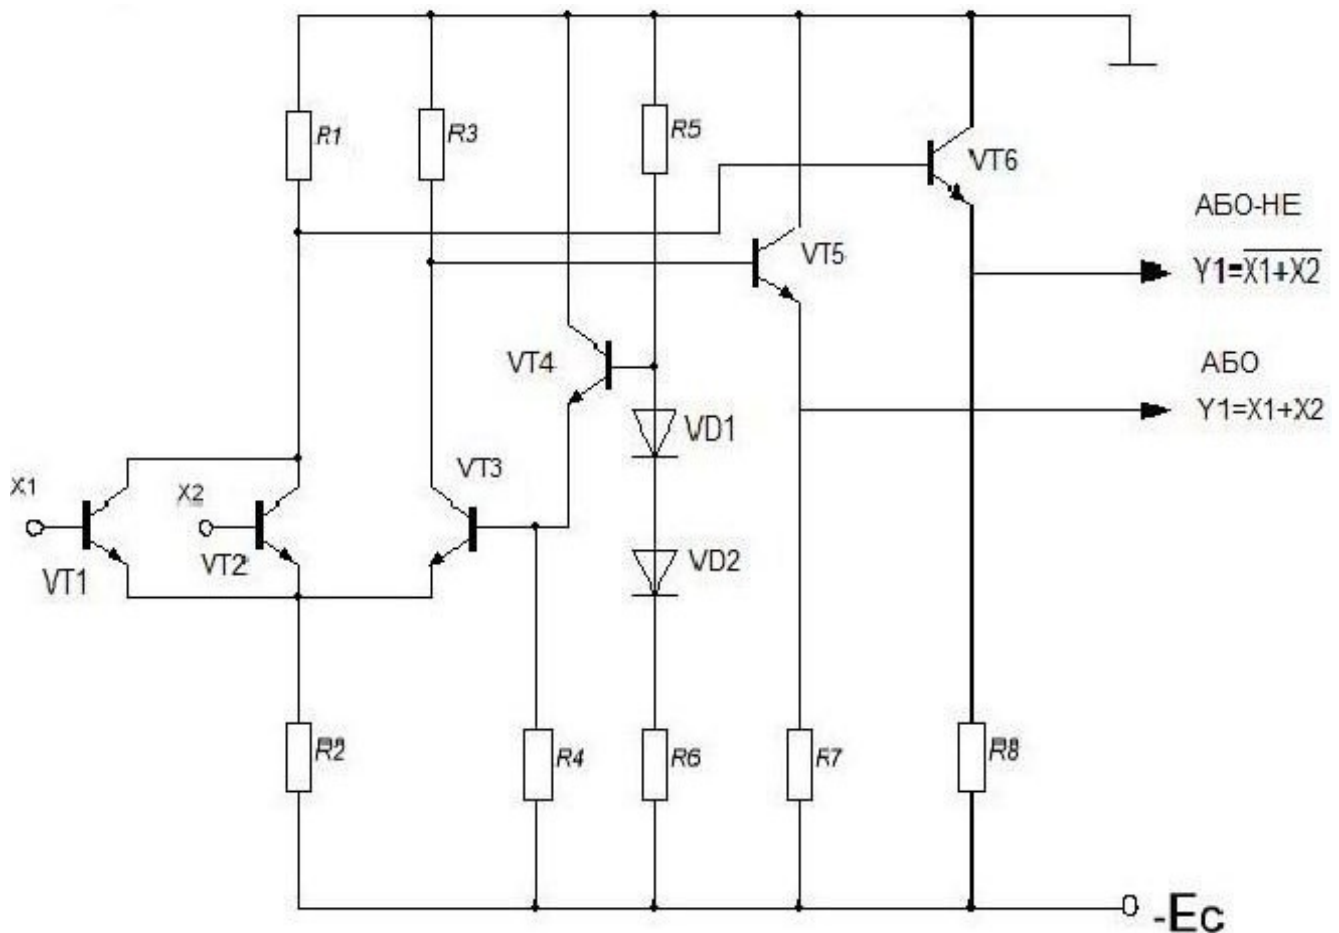 R1
R3
R5
VT6
АБО-НЕ
VT5
Y1=X1+X2
VT4
АБО
VD1
Y1=X1+X2
VT3
X1
X2
VT1
VT2
VD2
R2
R4
R6
R7
R8
-Ec